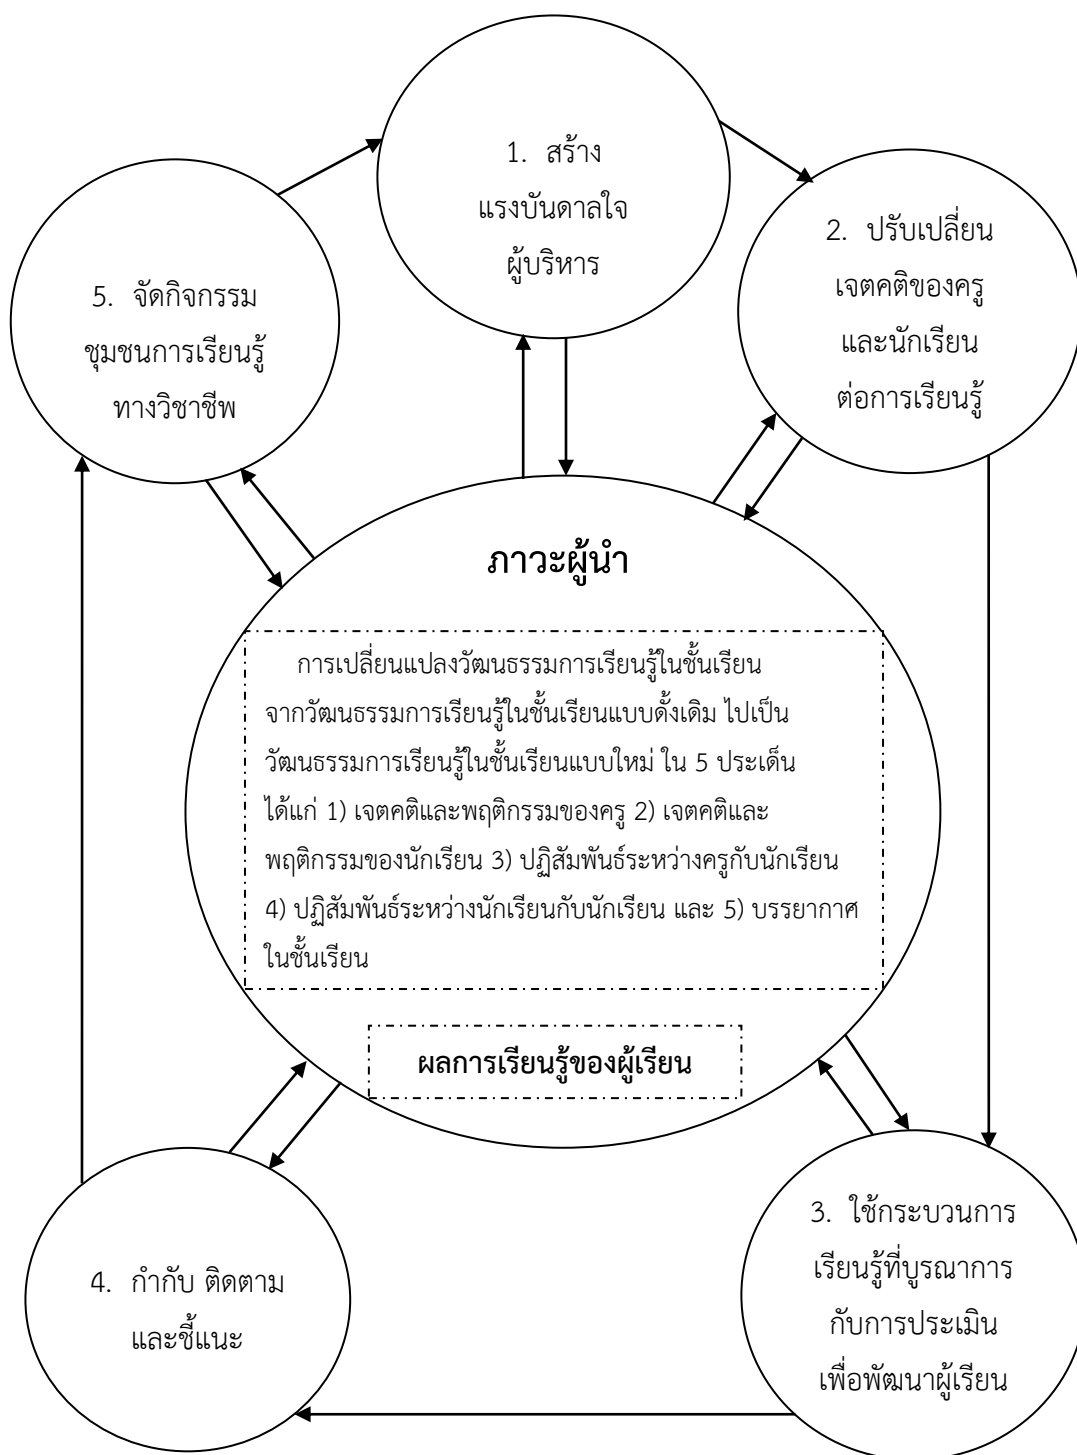 1. สร้าง
แรงบันดาลใจ
ผู้บริหาร
2. ปรับเปลี่ยน
เจตคติของครู
และนักเรียน
ต่อการเรียนรู้
5. จัดกิจกรรม
ชุมชนการเรียนรู้
ทางวิชาชีพ
ภาวะผู้นำ
การเปลี่ยนแปลงวัฒนธรรมการเรียนรู้ในชั้นเรียน
จากวัฒนธรรมการเรียนรู้ในชั้นเรียนแบบดั้งเดิม ไปเป็น
วัฒนธรรมการเรียนรู้ในชั้นเรียนแบบใหม่ ใน 5 ประเด็น
ได้แก่ 1) เจตคติและพฤติกรรมของครู 2) เจตคติและ
พฤติกรรมของนักเรียน 3) ปฏิสัมพันธ์ระหว่างครูกับนักเรียน
4) ปฏิสัมพันธ์ระหว่างนักเรียนกับนักเรียน และ 5) บรรยากาศ
ในชั้นเรียน
ผลการเรียนรู้ของผู้เรียน
3. ใช้กระบวนการ
เรียนรู้ที่บูรณาการ
กับการประเมิน
เพื่อพัฒนาผู้เรียน
4. กำกับ ติดตาม
และชี้แนะ